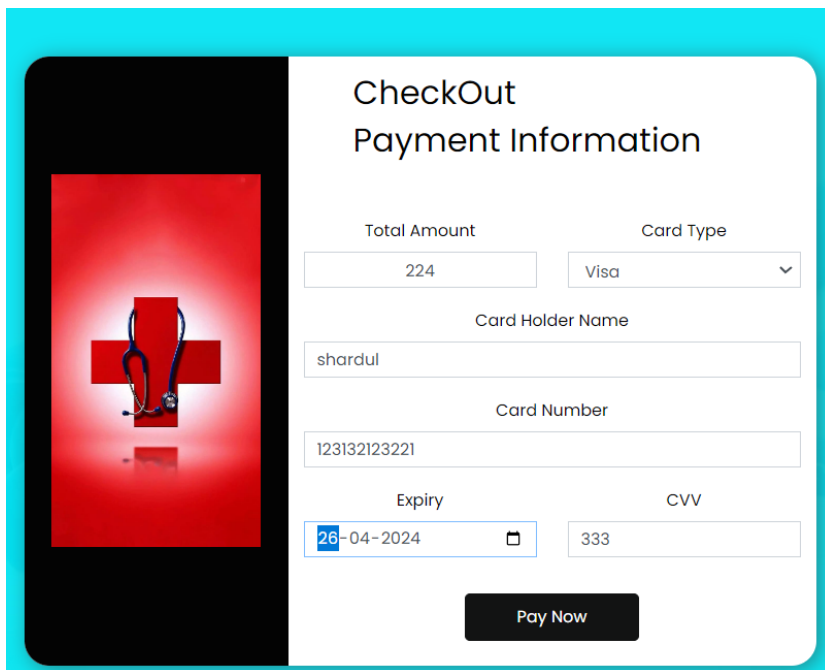 CheckOut
Payment Information
Total Amount Card Type
224 Visa
Card Holder Name
shardul
Card Number
123132123221
Expiry CVV
26-04-2024 333
Pay Now